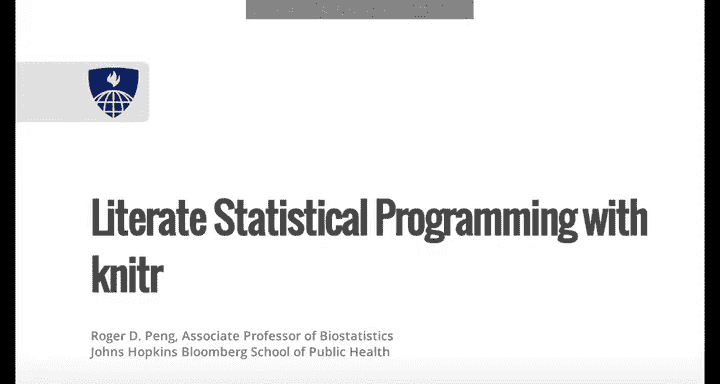 Literate Statistical Programming with
knitr
Roger D. Peng, Associate Professor of Biostatistics
Johns Hopkins Bloomberg School of Public Health